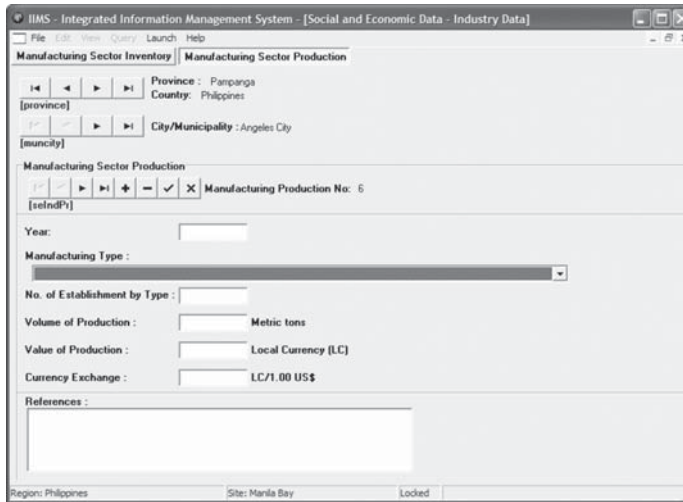 IIMS - Integrated Information Management System - [Social and Economic Data - Industry Data]
File Edit View Query Launch Help
Manufacturing Sector Inventory Manufacturing Sector Production
Province : Pampanga
Country: Philippines
[province]
City/Municipality : Angeles City
[muncity]
Manufacturing Sector Production
Manufacturing Production No: 6
[seIndPr]
Year:
Manufacturing Type :
No. of Establishment by Type :
Volume of Production : Metric tons
Value of Production : Local Currency (LC)
Currency Exchange : LC/1.00 US$
References :
Region: Philippines Site: Manila Bay Locked